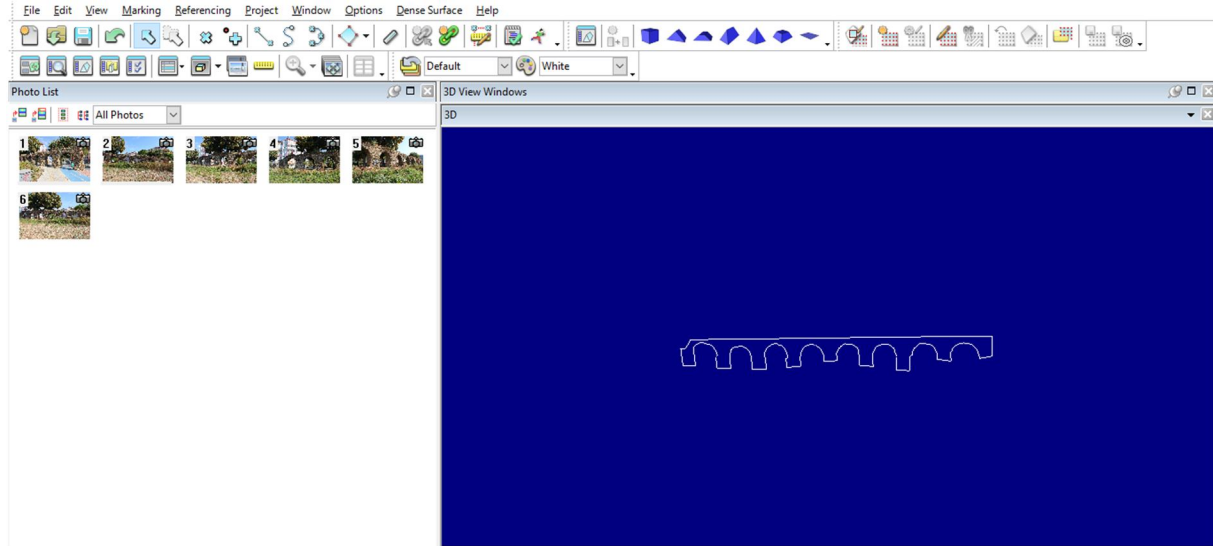 File Edit View Marking Referencing Project Window Options Dense Surface Help
Default White
Photo List
3D View Windows
All Photos
3D
1 2 3 4 5
6